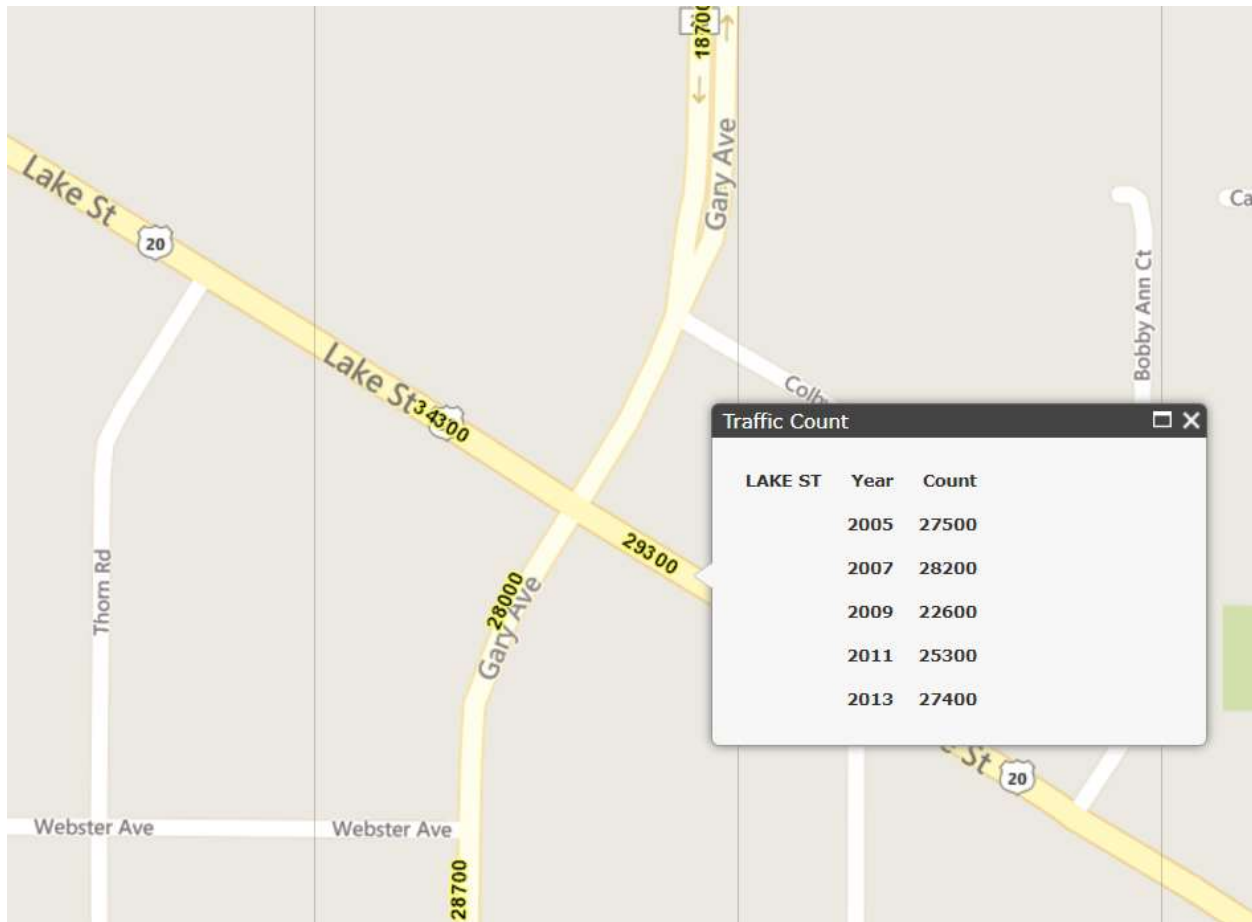 18700
Gary Ave
Lake St
20
Ca
Bobby Ann Ct
Lake St
34300
Traffic Count
LAKE ST Year Count
2005 27500
2007 28200
2009 22600
2011 25300
2013 27400
29300
28000
Gary Ave
Thorn Rd
St
20
Webster Ave
Webster Ave
28700